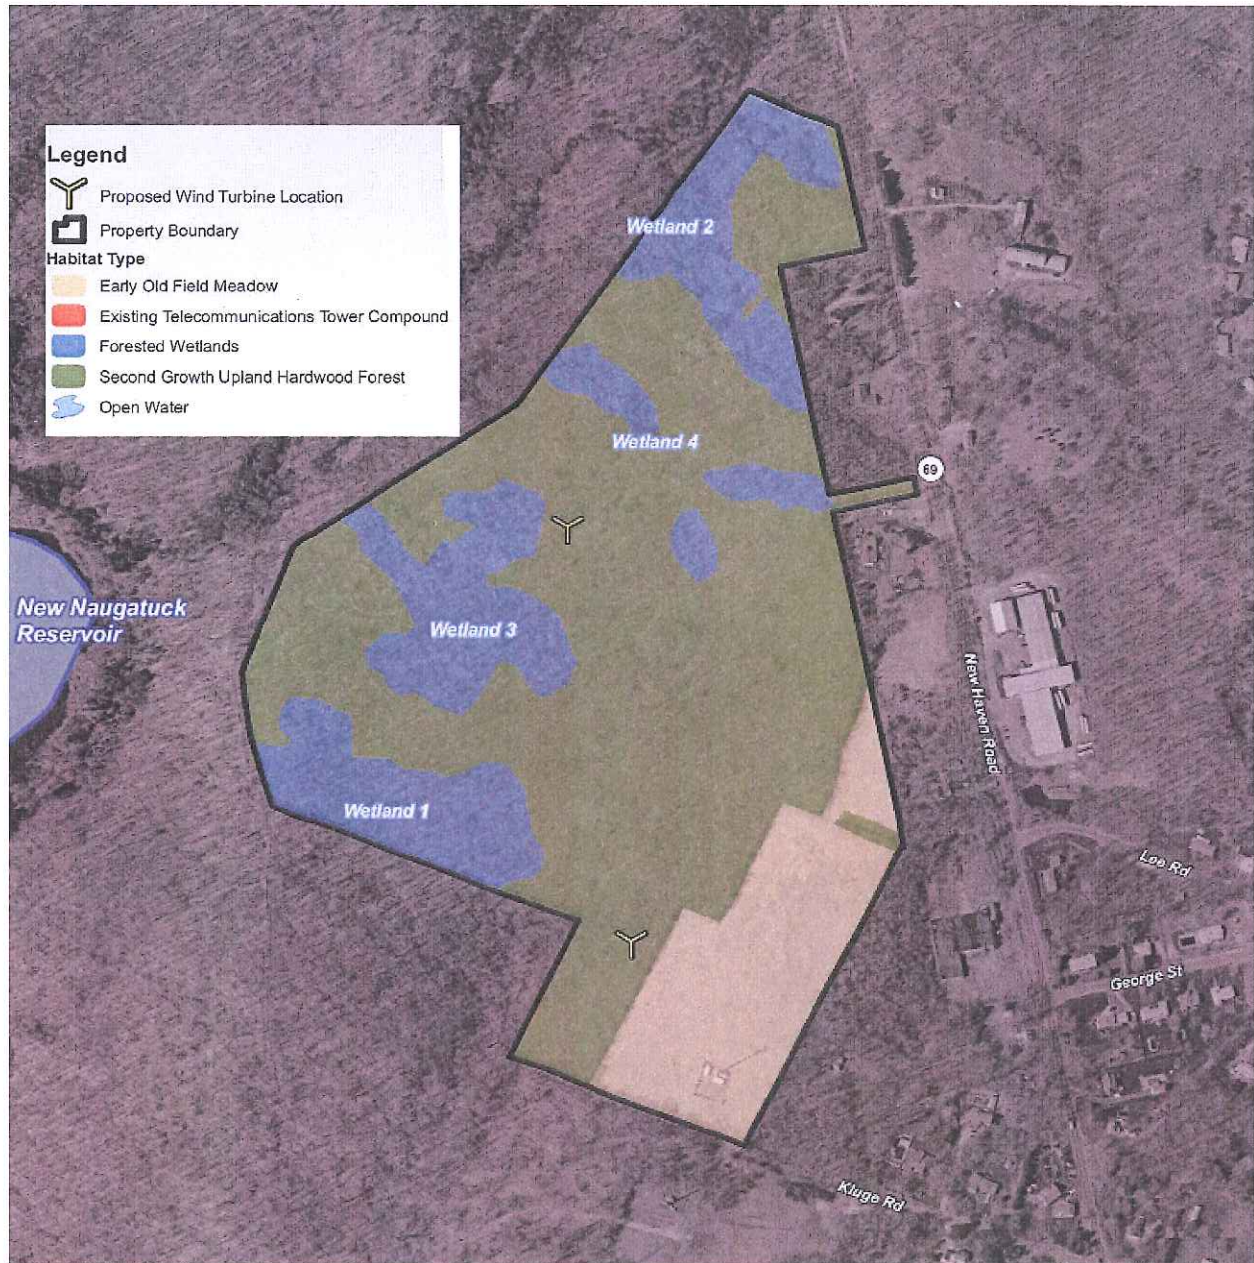 Legend
Proposed Wind Turbine Location
Property Boundary
Habitat Type
Early Old Field Meadow
Existing Telecommunications Tower Compound
Forested Wetlands
Second Growth Upland Hardwood Forest
Open Water
Wetland 2
Wetland 4
69
New Naugatuck
Reservoir
Wetland 3
New Haven Road
Wetland 1
Lee Rd
George St
Kluge Rd